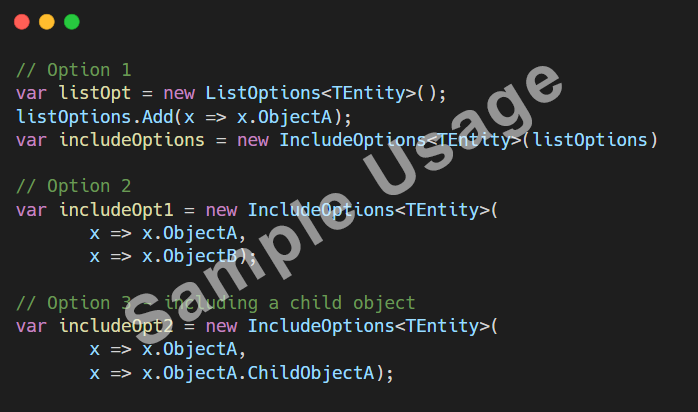 // Option 1
var listOpt = new ListOptions<TEntity>();
listOptions.Add(x => x.ObjectA);
var includeOptions = new IncludeOptions<TEntity>(listOptions)
// Option 2
var includeOpt1 = new IncludeOptions<TEntity>(
x => x.ObjectA,
x => x.ObjectB);
// Option 3 - including a child object
var includeOpt2 = new IncludeOptions<TEntity>(
x => x.ObjectA,
x => x.ObjectA.ChildObjectA);
Sample Usage